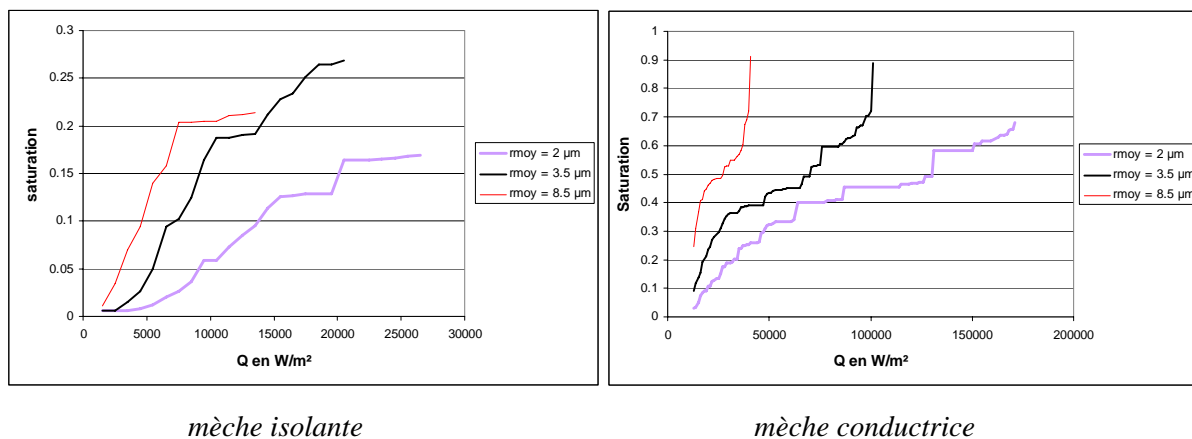 0.3
0.25
0.2
0.15
0.1
0.05
0
saturation
0 5000 10000 15000 20000 25000 30000
Q en W/m²
rmoy = 2 µm
rmoy = 3.5 µm
rmoy = 8.5 µm
1
0.9
0.8
0.7
0.6
0.5
0.4
0.3
0.2
0.1
0
Saturation
0 50000 100000 150000 200000
Q en W/m²
rmoy = 2 µm
rmoy = 3.5 µm
rmoy = 8.5 µm
mèche isolante
mèche conductrice